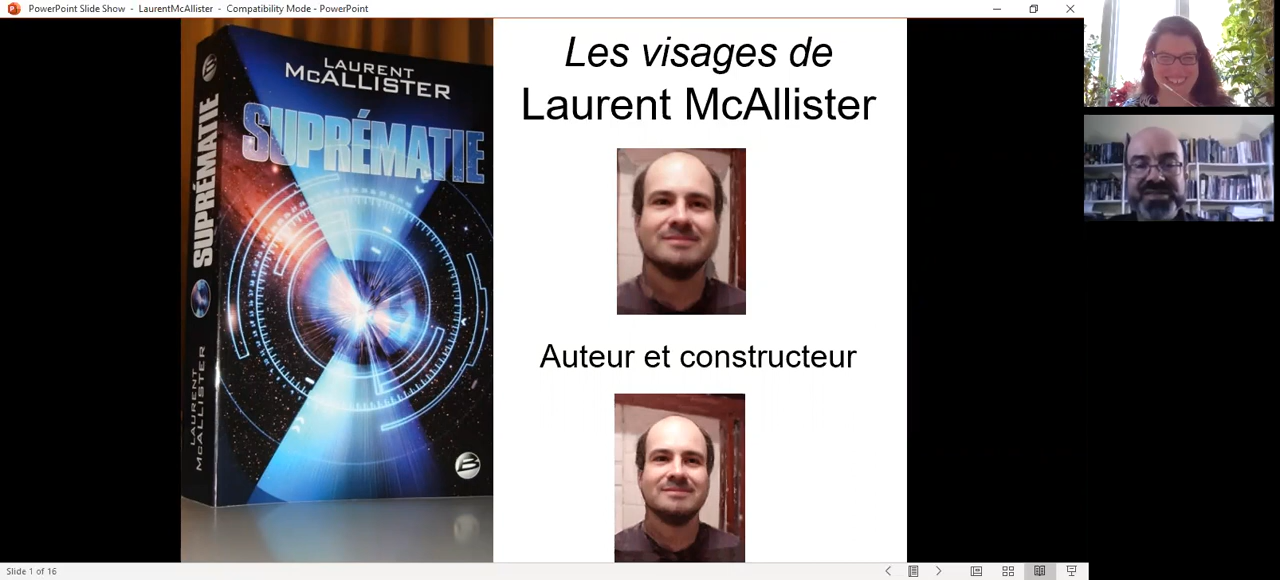 PowerPoint Slide Show - LaurentMcAllister - Compatibility Mode - PowerPoint
LAURENT
MCALLISTER
SUPRÉMATIE
SUPRÉMATIE
LAURENT
MCALLISTER
B
Les visages de
Laurent McAllister
Auteur et constructeur
Slide 1 of 16